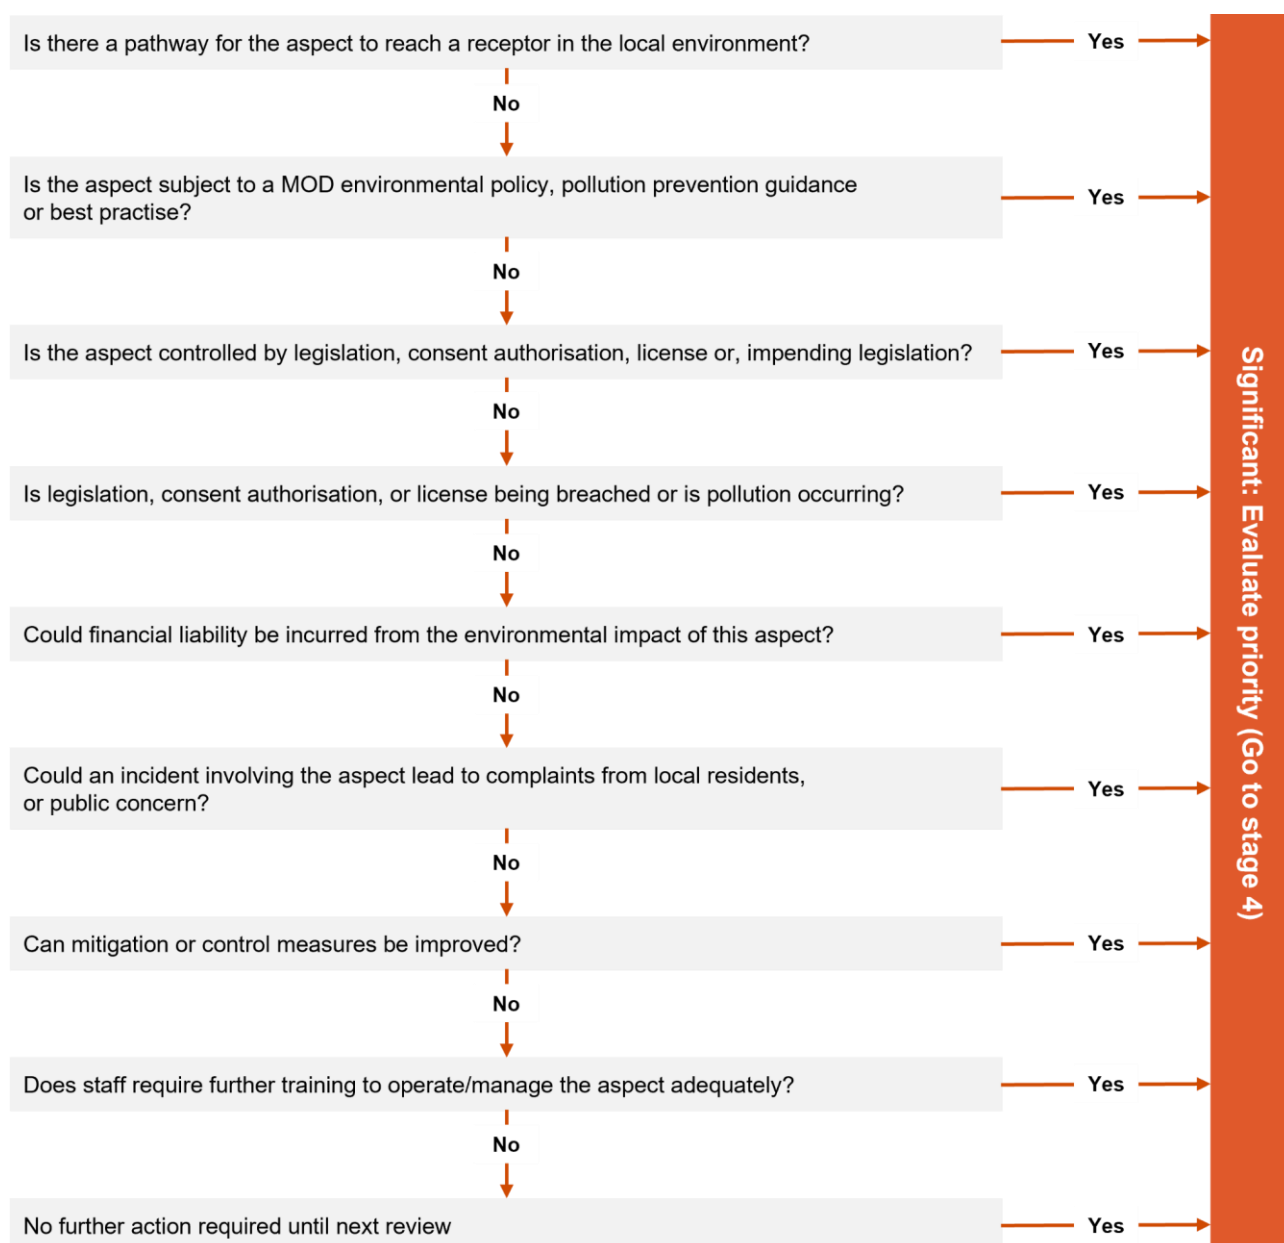 Is there a pathway for the aspect to reach a receptor in the local environment?
Yes
No
Is the aspect subject to a MOD environmental policy, pollution prevention guidance
or best practise?
Yes
No
Is the aspect controlled by legislation, consent authorisation, license or, impending legislation?
Yes
No
Is legislation, consent authorisation, or license being breached or is pollution occurring?
Yes
No
Could financial liability be incurred from the environmental impact of this aspect?
Yes
No
Could an incident involving the aspect lead to complaints from local residents,
or public concern?
Yes
No
Can mitigation or control measures be improved?
Yes
No
Does staff require further training to operate/manage the aspect adequately?
Yes
No
No further action required until next review
Yes
Significant: Evaluate priority (Go to stage 4)